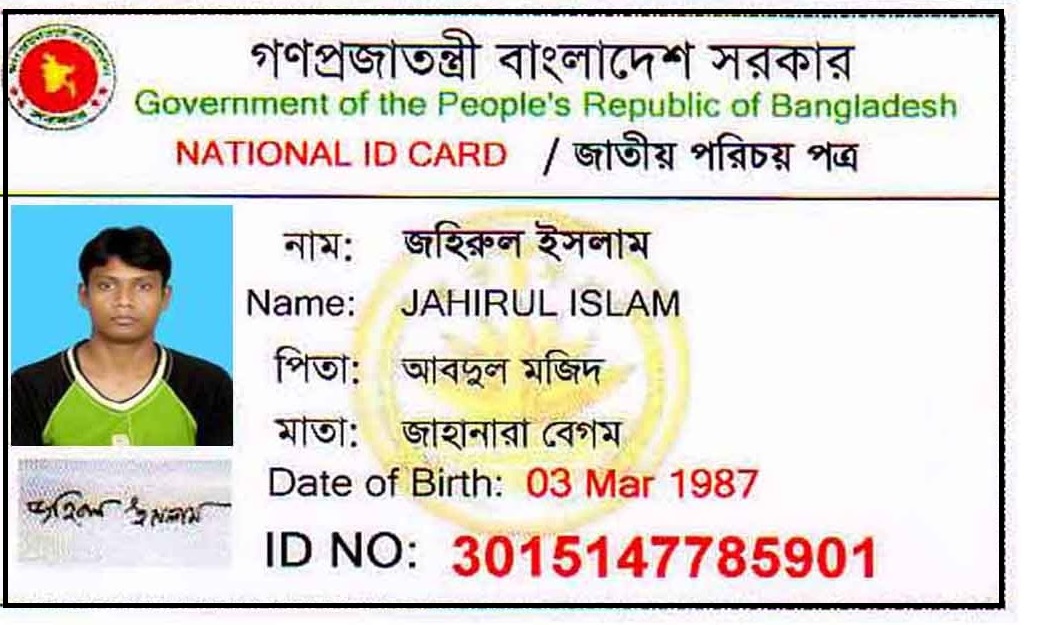 গণপ্রজাতন্ত্রী বাংলাদেশ সরকার
Government of the People's Republic of Bangladesh
NATIONAL ID CARD / জাতীয় পরিচয় পত্র
নাম: জহিরুল ইসলাম
Name: JAHIRUL ISLAM
পিতা: আবদুল মজিদ
মাতা: জাহানারা বেগম
Date of Birth: 03 Mar 1987
জহিরুল ইসলাম
ID NO: 3015147785901